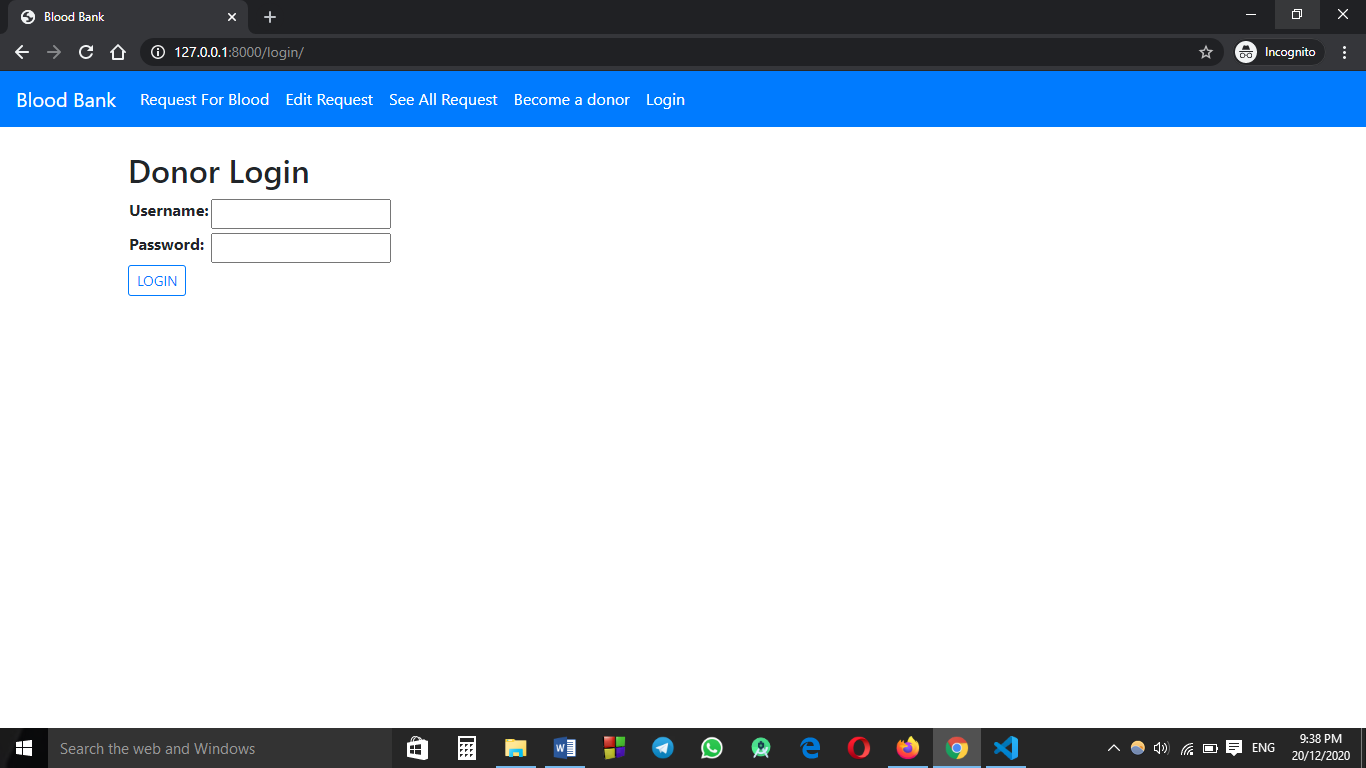 Blood Bank
127.0.0.1:8000/login/
Incognito
Blood Bank Request For Blood Edit Request See All Request Become a donor Login
Donor Login
Username:
Password:
LOGIN
Search the web and Windows
ENG
9:38 PM
20/12/2020